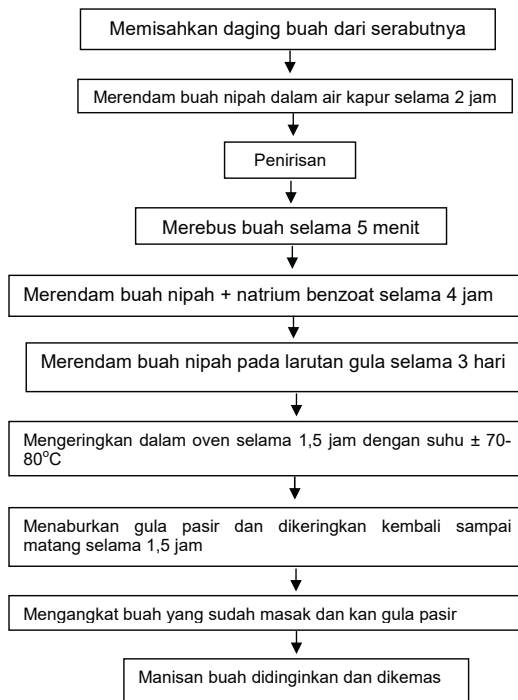 Memisahkan daging buah dari serabutnya
Merendam buah nipah dalam air kapur selama 2 jam
Penirisan
Merebus buah selama 5 menit
Merendam buah nipah + natrium benzoat selama 4 jam
Merendam buah nipah pada larutan gula selama 3 hari
Mengeringkan dalam oven selama 1,5 jam dengan suhu ± 70-
80°C
Menaburkan gula pasir dan dikeringkan kembali sampai
matang selama 1,5 jam
Mengangkat buah yang sudah masak dan kan gula pasir
Manisan buah didinginkan dan dikemas